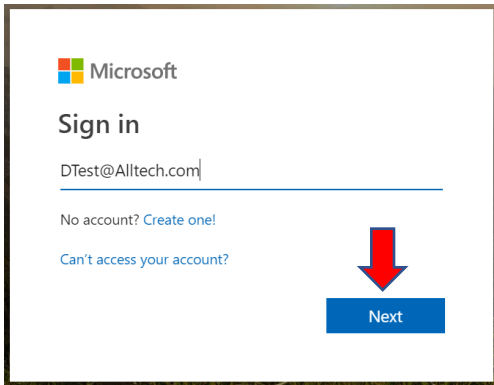 Microsoft
Sign in
DTest@Alltech.com
No account? Create one!
Can't access your account?
Next